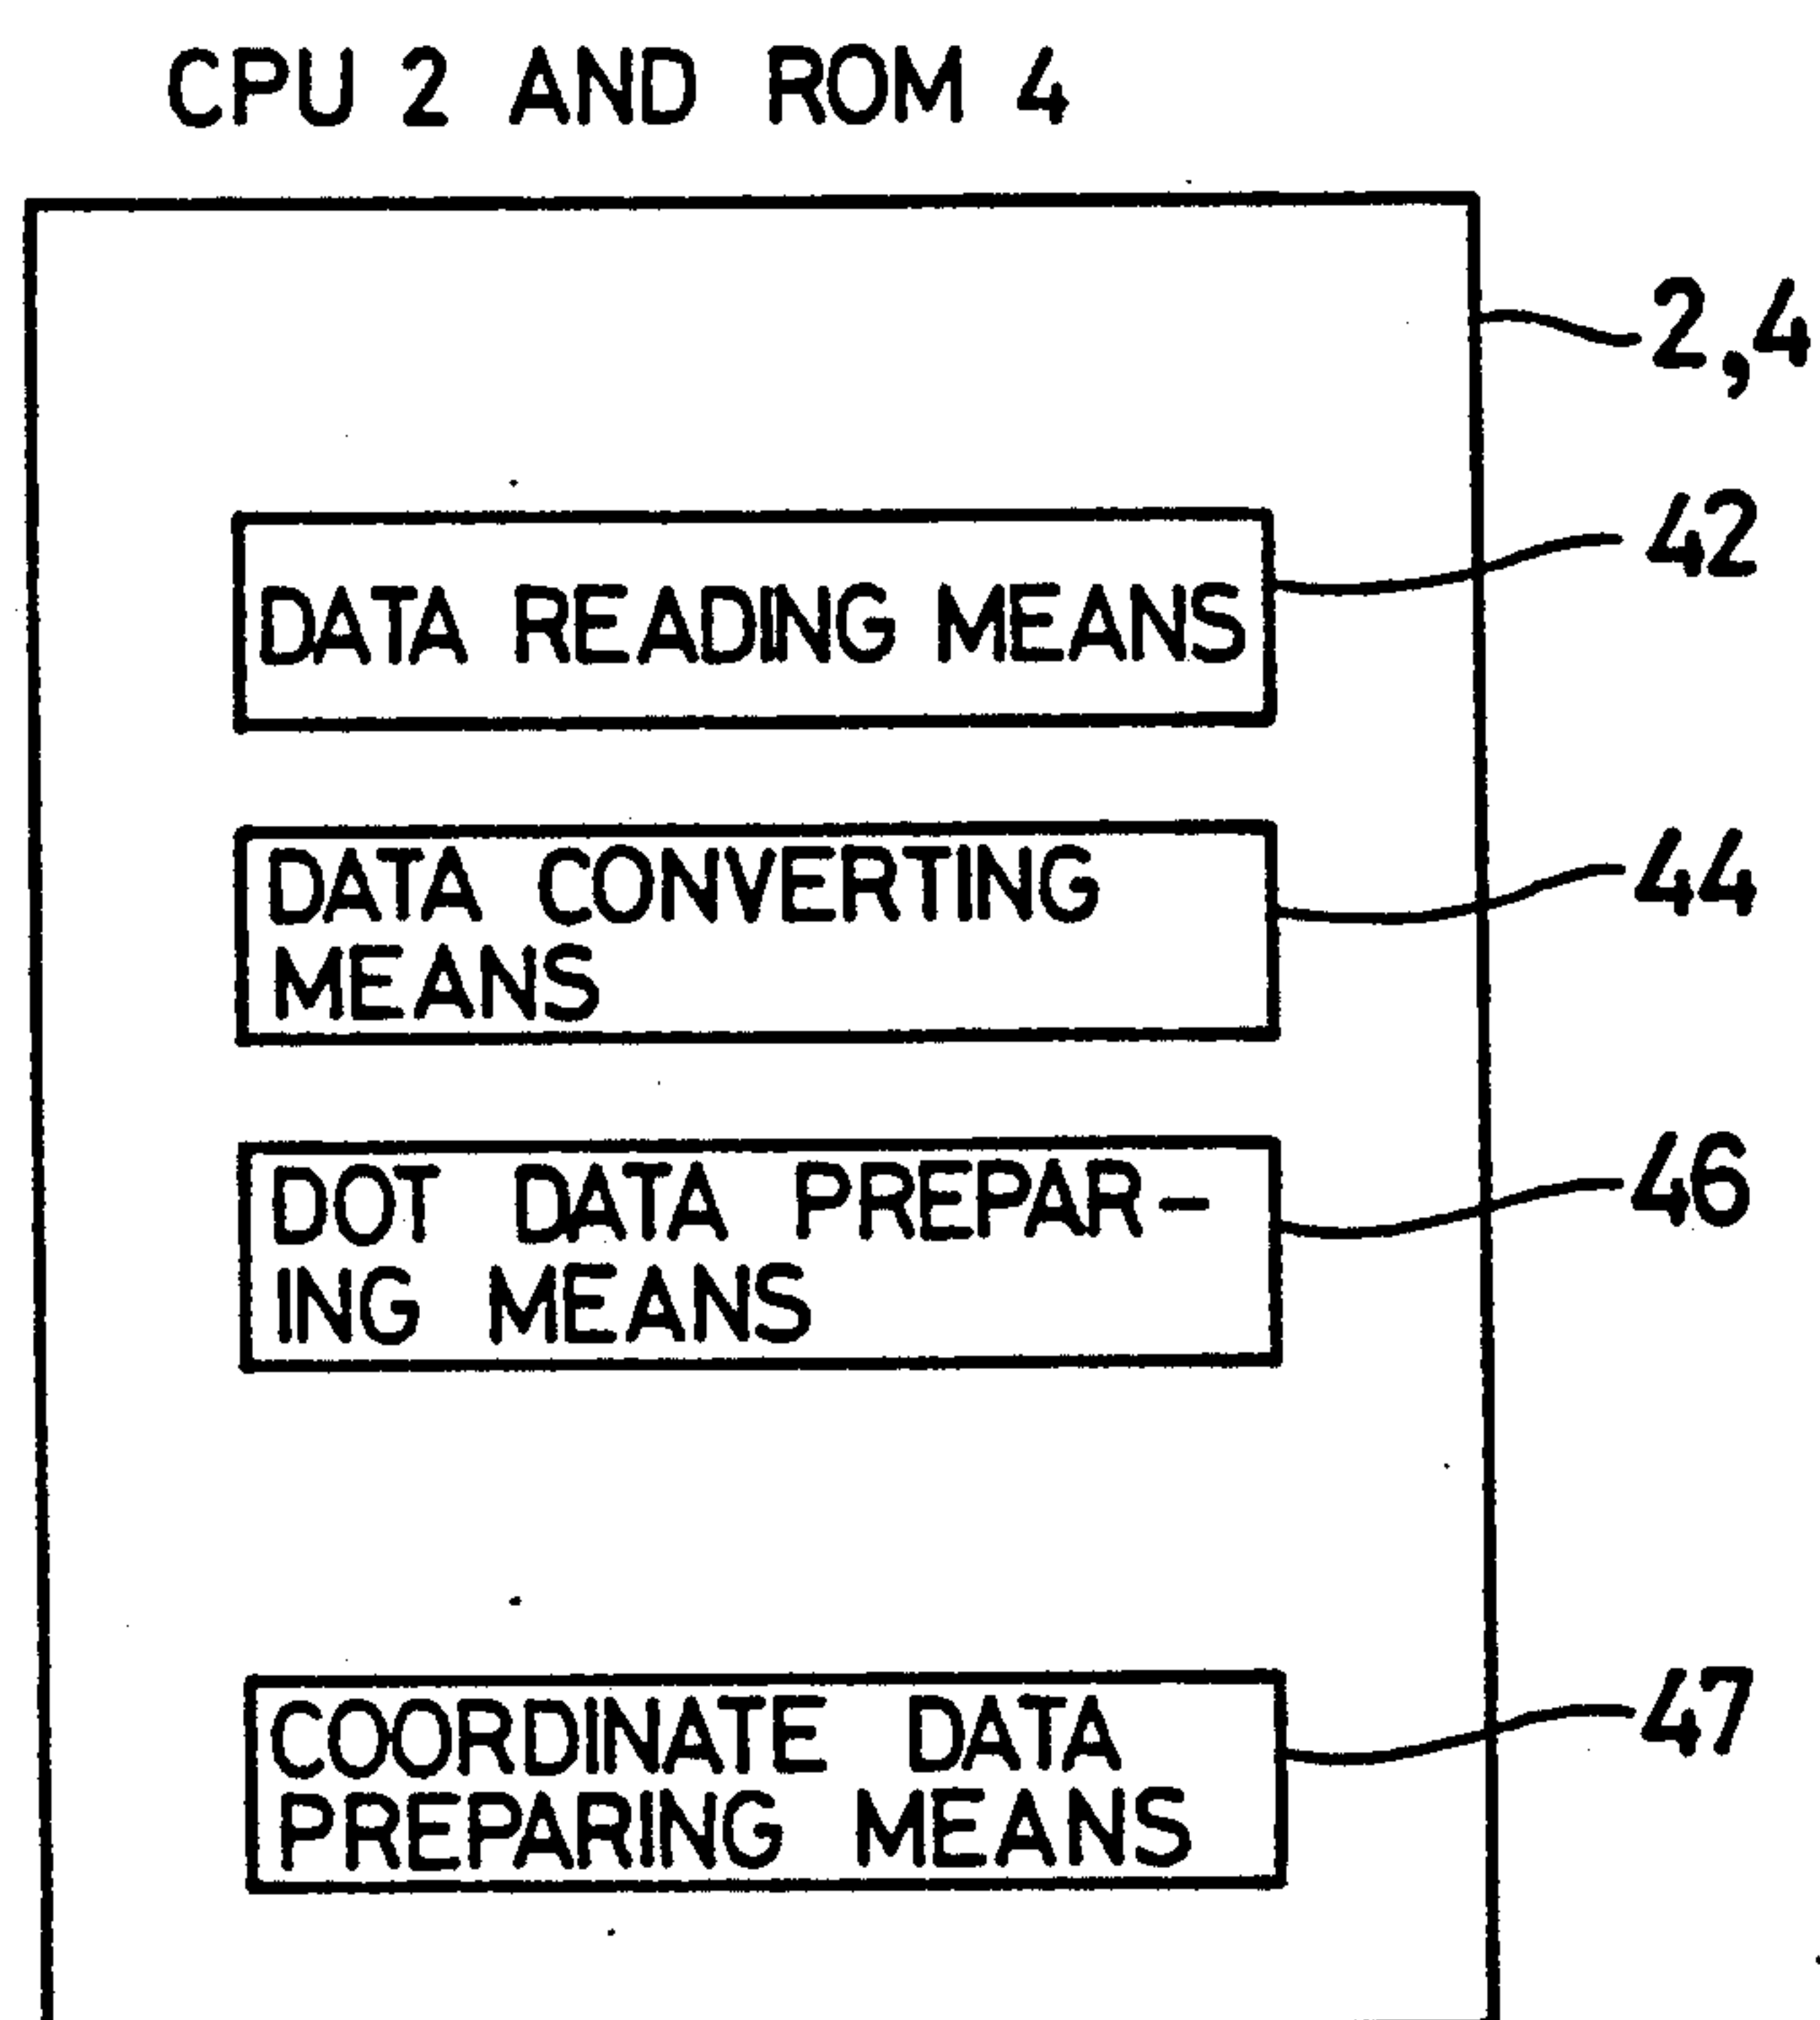 CPU 2 AND ROM 4
2,4
DATA READING MEANS
42
DATA CONVERTING
MEANS
44
DOT DATA PREPAR-
ING MEANS
46
COORDINATE DATA
PREPARING MEANS
47